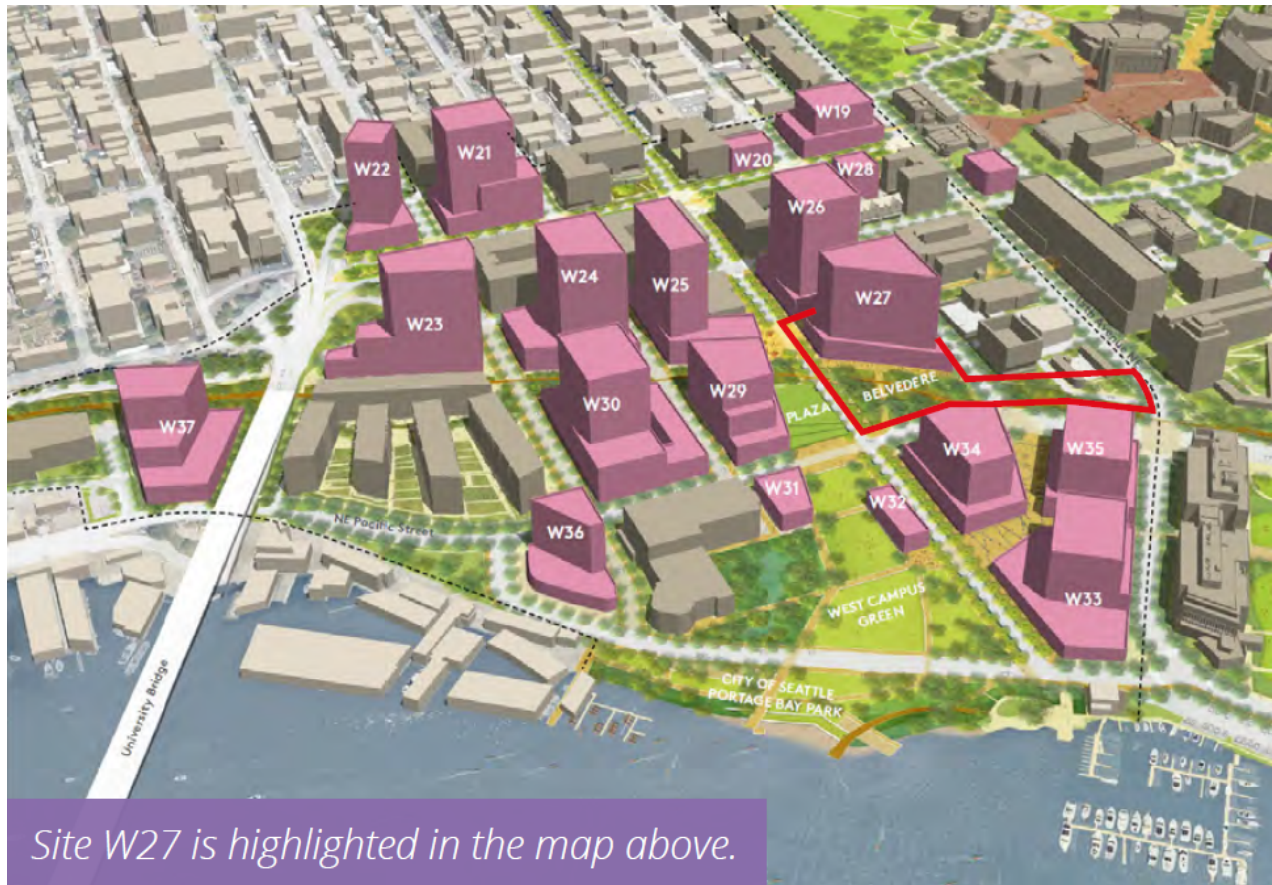 W19
W20
W21
W22
W28
W26
W24
W25
W27
W23
BELVEDERE
W29
W30
PLAZA
W37
W34
W35
W31
W32
NE Pacific Street
W36
WEST CAMPUS
GREEN
W33
CITY OF SEATTLE
PORTAGE BAY PARK
University Bridge
Site W27 is highlighted in the map above.